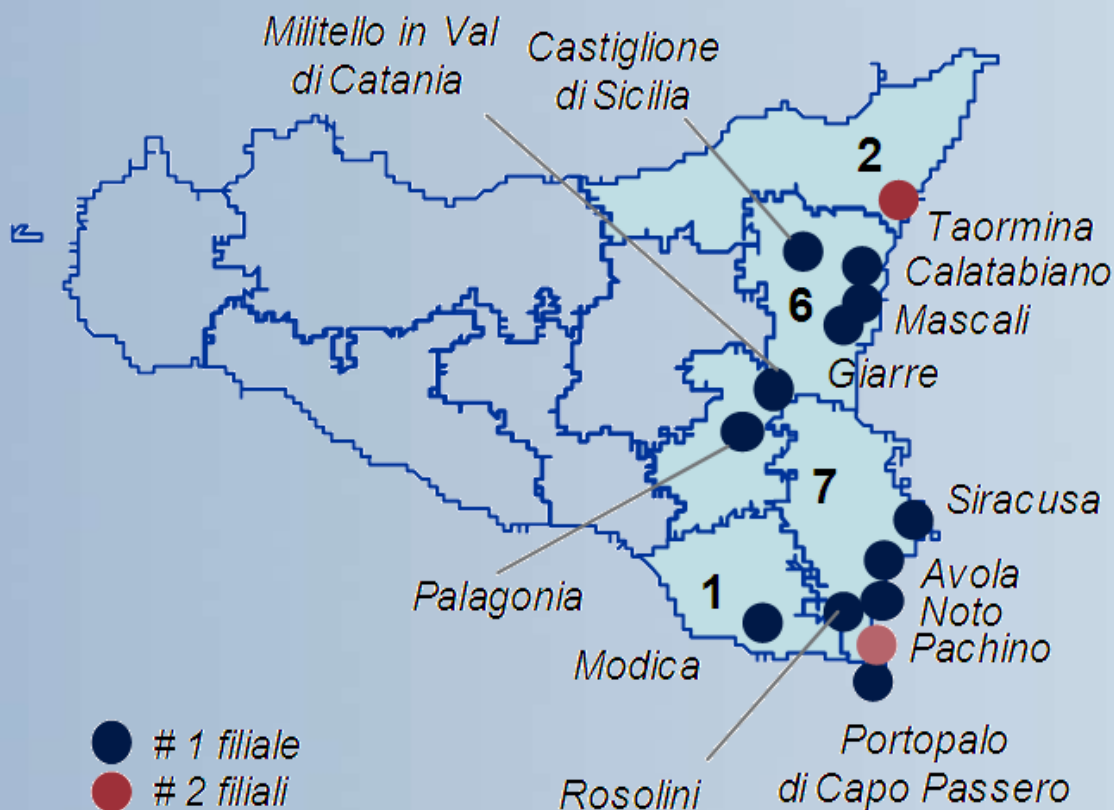 Militello in Val
di Catania
Castiglione
di Sicilia
2
Taormina
Calatabiano
6
Mascali
Giarre
7
Siracusa
Avola
Palagonia
1
Noto
Pachino
Modica
# 1 filiale
Portopalo
di Capo Passero
# 2 filiali
Rosolini